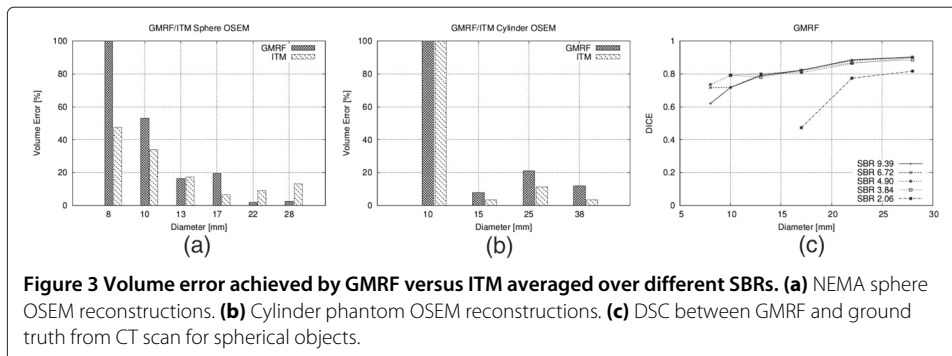 GMRF/ITM Sphere OSEM
Volume Error [%]
100
80
60
40
20
0
GMRF
ITM
8 10 13 17 22 28
Diameter [mm]
(a)
GMRF/ITM Cylinder OSEM
Volume Error [%]
100
80
60
40
20
0
GMRF
ITM
10 15 25 38
Diameter [mm]
(b)
GMRF
DICE
1
0.8
0.6
0.4
0.2
0
SBR 9.39
SBR 6.72
SBR 4.90
SBR 3.84
SBR 2.06
5 10 15 20 25 30
Diameter [mm]
(c)
Figure 3 Volume error achieved by GMRF versus ITM averaged over different SBRs. (a) NEMA sphere
OSEM reconstructions. (b) Cylinder phantom OSEM reconstructions. (c) DSC between GMRF and ground
truth from CT scan for spherical objects.